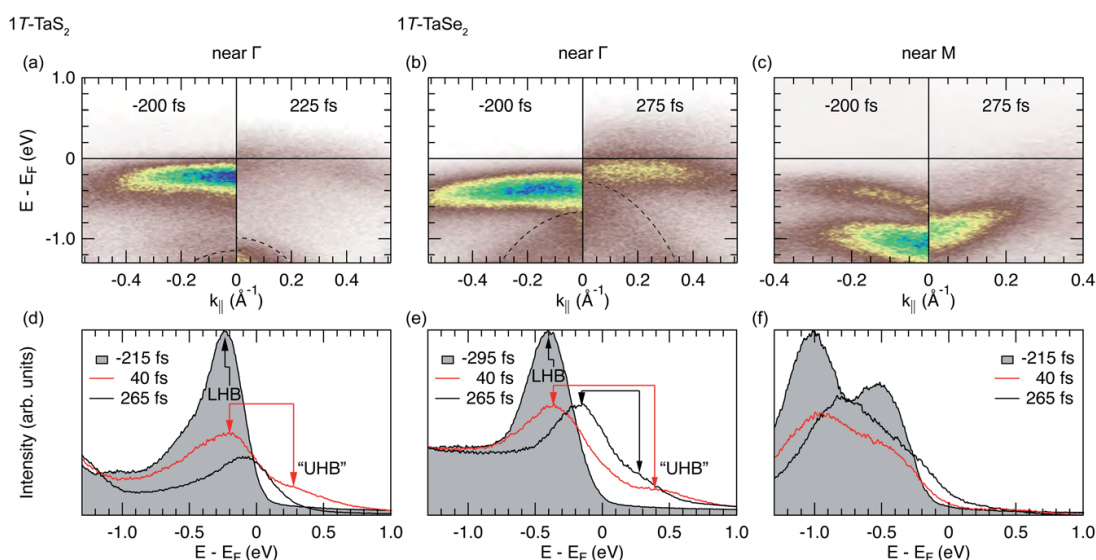 1T-TaS2
1T-TaSe2
near Γ
near Γ
near M
(a)
(b)
(c)
1.0
0
-1.0
E - EF (eV)
-200 fs
225 fs
-200 fs
275 fs
-200 fs
275 fs
-0.4 -0.2 0 0.2 0.4
-0.4 -0.2 0 0.2 0.4
-0.4 -0.2 0 0.2 0.4
k|| (Å-1)
k|| (Å-1)
k|| (Å-1)
(d)
(e)
(f)
Intensity (arb. units)
-215 fs
40 fs
265 fs
LHB
“UHB”
-295 fs
40 fs
265 fs
LHB
“UHB”
-215 fs
40 fs
265 fs
-1.0 -0.5 0 0.5 1.0
-1.0 -0.5 0 0.5 1.0
-1.0 -0.5 0 0.5 1.0
E - EF (eV)
E - EF (eV)
E - EF (eV)